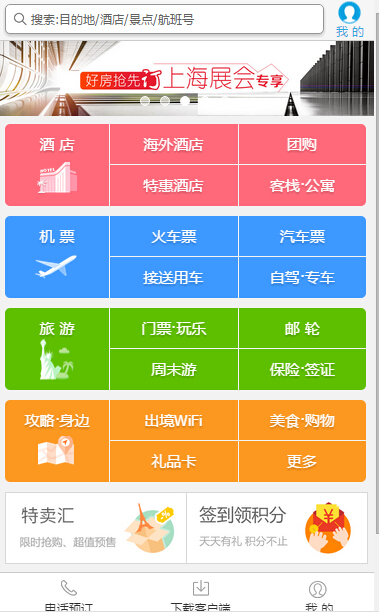 搜索:目的地/酒店/景点/航班号
我 的
好房抢先订 上海展会专享
酒 店 海外酒店 团购
特重酒店 客栈·公寓
机 票 火车票 汽车票
接送用车 自驾·专车
旅 游 门票·玩乐 邮 轮
周末游 保险·签证
攻略·身边 出境WiFi 美食·购物
礼品卡 更多
特卖汇 签到领积分
限时抢购、超值预售 天天有礼 积分不止
电话预订 下载客户端 我 的